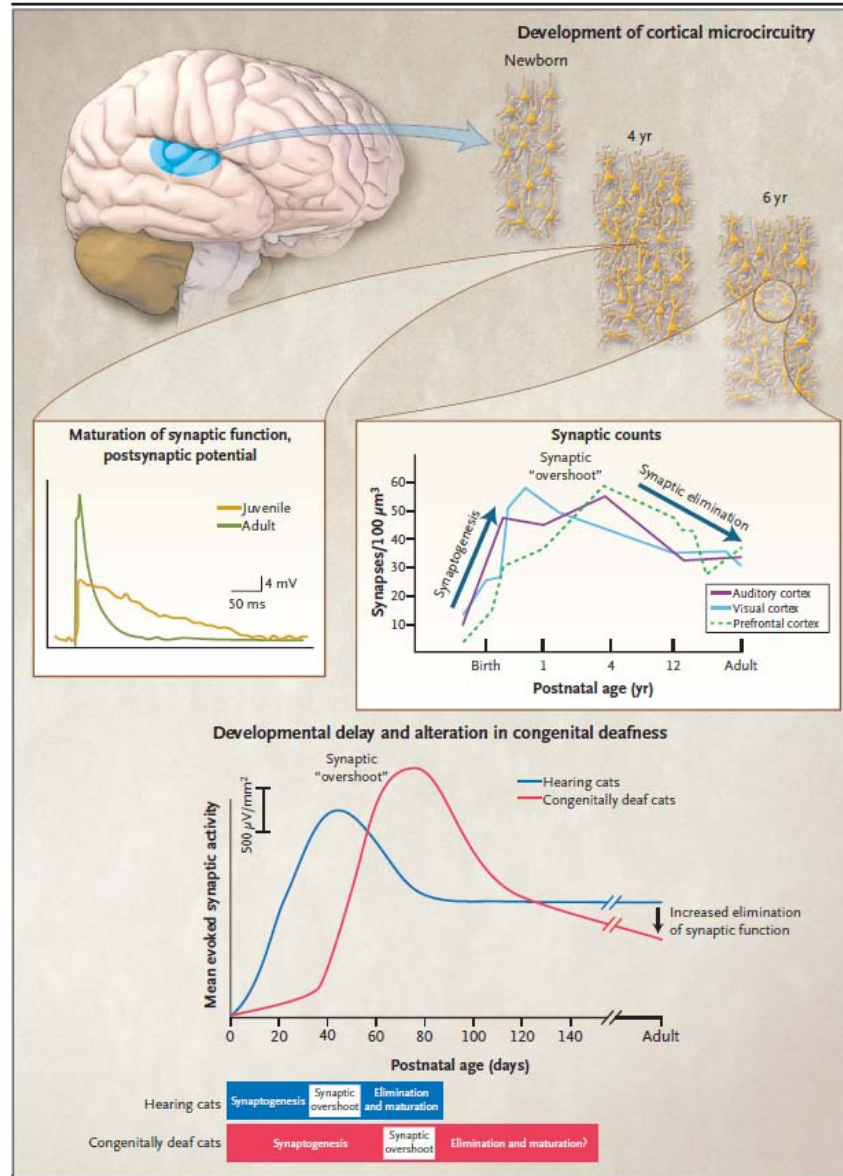 Development of cortical microcircuitry
Newborn
4 yr
6 yr
Maturation of synaptic function,
postsynaptic potential
Juvenile
Adult
4 mV
50 ms
Synaptic counts
Synaptic
"overshoot"
Synaptogenesis
Synaptic elimination
Synapses/100 μm³
60
50
40
30
20
10
Auditory cortex
Visual cortex
Prefrontal cortex
Birth
1
4
12
Adult
Postnatal age (yr)
Developmental delay and alteration in congenital deafness
Synaptic
"overshoot"
Hearing cats
Congenitally deaf cats
500 μV/mm²
Mean evoked synaptic activity
Increased elimination
of synaptic function
0
20
40
60
80
100
120
140
Adult
Postnatal age (days)
Hearing cats
Synaptogenesis
Synaptic
overshoot
Elimination
and maturation
Congenitally deaf cats
Synaptogenesis
Synaptic
overshoot
Elimination and maturation?